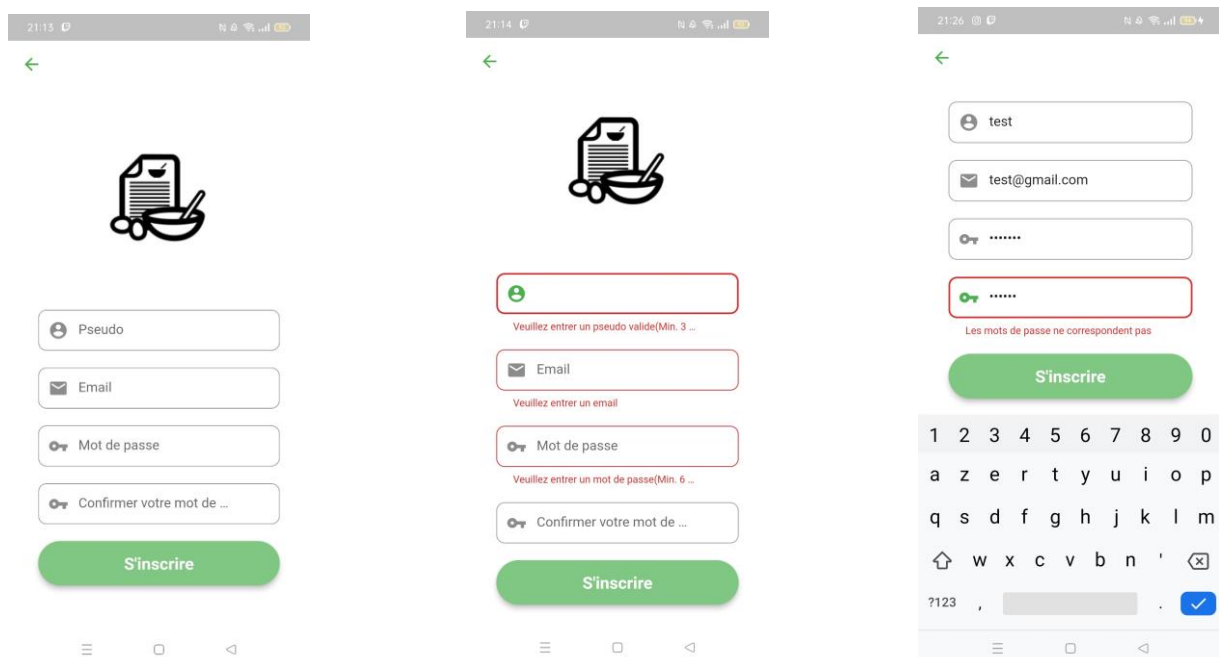 21:13
Pseudo
Email
Mot de passe
Confirmer votre mot de ...
S'inscrire
21:14
Veuillez entrer un pseudo valide(Min. 3 ...
Email
Veuillez entrer un email
Mot de passe
Veuillez entrer un mot de passe(Min. 6 ...
Confirmer votre mot de ...
S'inscrire
21:26
test
test@gmail.com
•••••••
••••••
Les mots de passe ne correspondent pas
S'inscrire
1 2 3 4 5 6 7 8 9 0
a z e r t y u i o p
q s d f g h j k l m
w x c v b n '
?123 , .